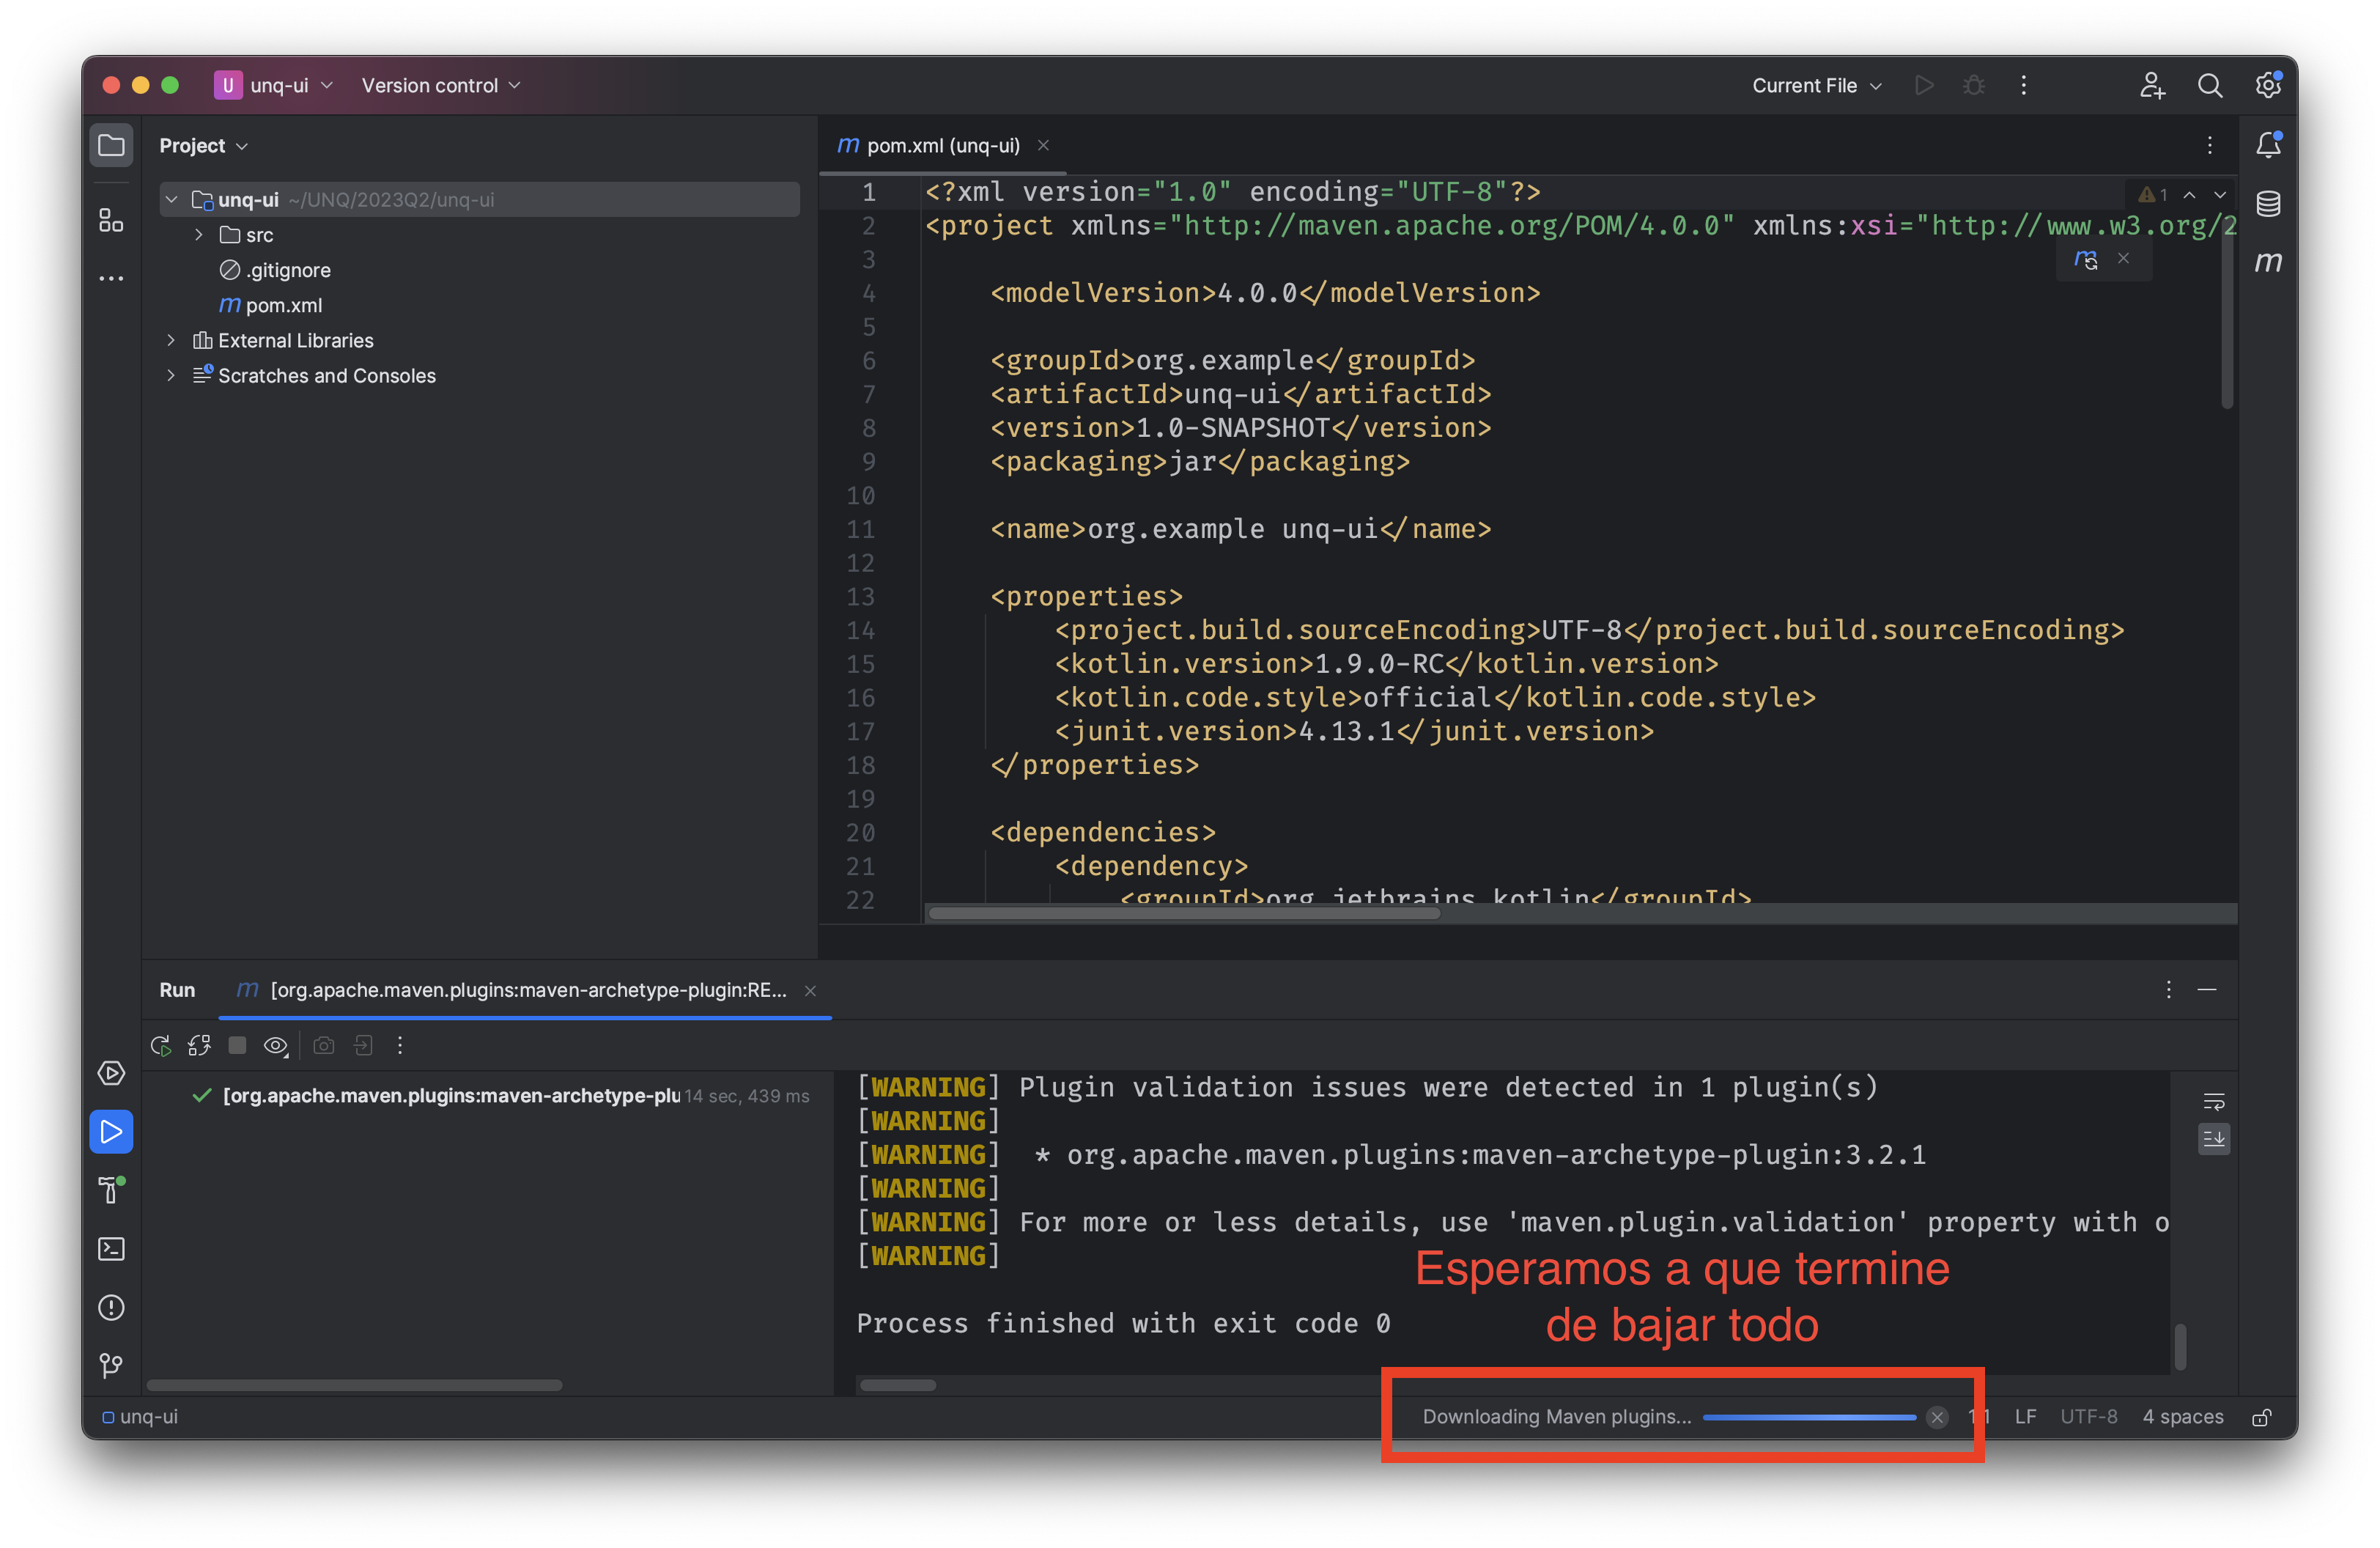 U unq-ui Version control Current File
Project
m pom.xml (unq-ui)
unq-ui ~/UNQ/2023Q2/unq-ui
src
.gitignore
m pom.xml
External Libraries
Scratches and Consoles
1 <?xml version="1.0" encoding="UTF-8"?>
1
2 <project xmlns="http://maven.apache.org/POM/4.0.0" xmlns:xsi="http://www.w3.org/2
3
m
m
4 <modelVersion>4.0.0</modelVersion>
5
6 <groupId>org.example</groupId>
7 <artifactId>unq-ui</artifactId>
8 <version>1.0-SNAPSHOT</version>
9 <packaging>jar</packaging>
10
11 <name>org.example unq-ui</name>
12
13 <properties>
14 <project.build.sourceEncoding>UTF-8</project.build.sourceEncoding>
15 <kotlin.version>1.9.0-RC</kotlin.version>
16 <kotlin.code.style>official</kotlin.code.style>
17 <junit.version>4.13.1</junit.version>
18 </properties>
19
20 <dependencies>
21 <dependency>
22 <groupId>org.jetbrains.kotlin</groupId>
Run m [org.apache.maven.plugins:maven-archetype-plugin:RE...
[org.apache.maven.plugins:maven-archetype-plu 14 sec, 439 ms
[WARNING] Plugin validation issues were detected in 1 plugin(s)
[WARNING]
[WARNING]  * org.apache.maven.plugins:maven-archetype-plugin:3.2.1
[WARNING]
[WARNING] For more or less details, use 'maven.plugin.validation' property with o
[WARNING]
Process finished with exit code 0
Esperamos a que termine
de bajar todo
unq-ui
Downloading Maven plugins... 1:1 LF UTF-8 4 spaces